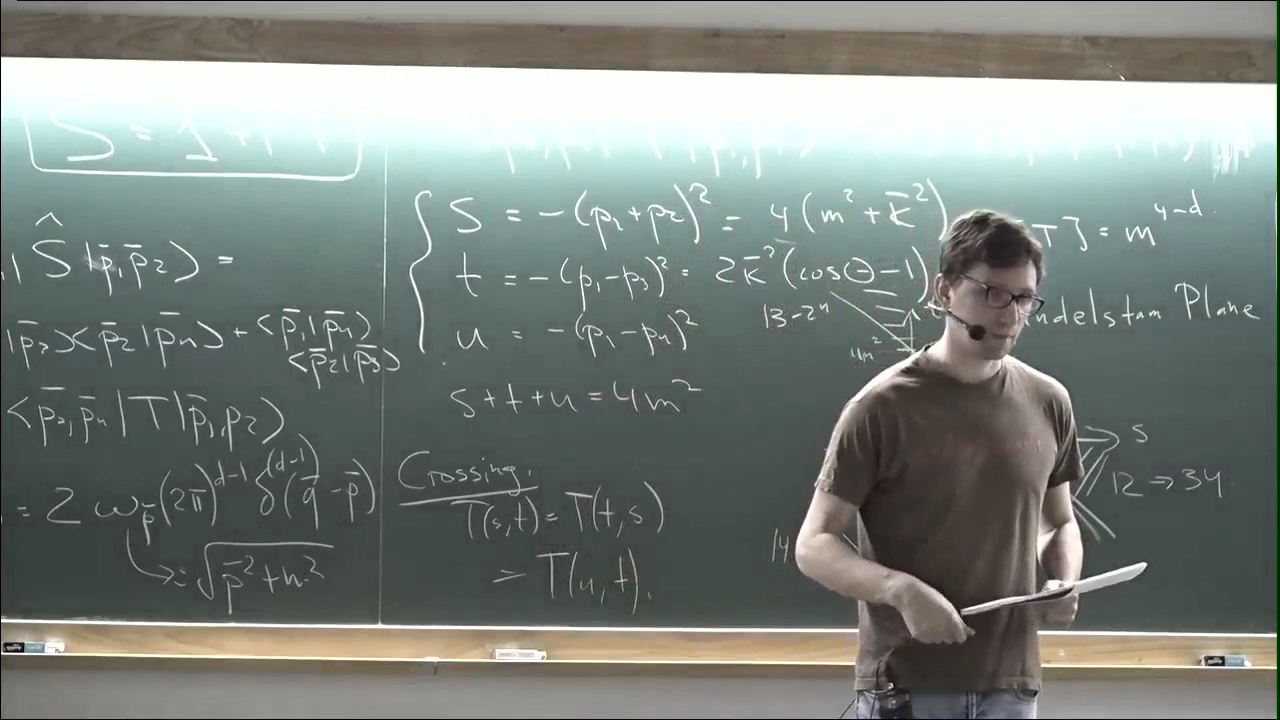 S = 1 +
Ŝ |p̄₁p̄₂⟩ =
|p̄₃⟩⟨p̄₂|p̄₄⟩ + ⟨p̄₁|p̄₄⟩
⟨p̄₂|p̄₃⟩
⟨p̄₃,p̄₄|T|p̄₁,p₂⟩
= 2 ω_p̄ (2π)^{d-1} δ^{(d-1)}(q̄ - p̄)
√(p̄² + m²)
S = -(p₁+p₂)² = 4(m² + k̄²)
t = -(p₁-p₃)² = 2k̄²(cosθ - 1)
u = -(p₁-p₄)²
s+t+u = 4m²
Crossing.
T(s,t) = T(t,s)
= T(u,t).
T] = m^{4-d}.
ndelstam Plane
13→24
4m²
S
12→34
14